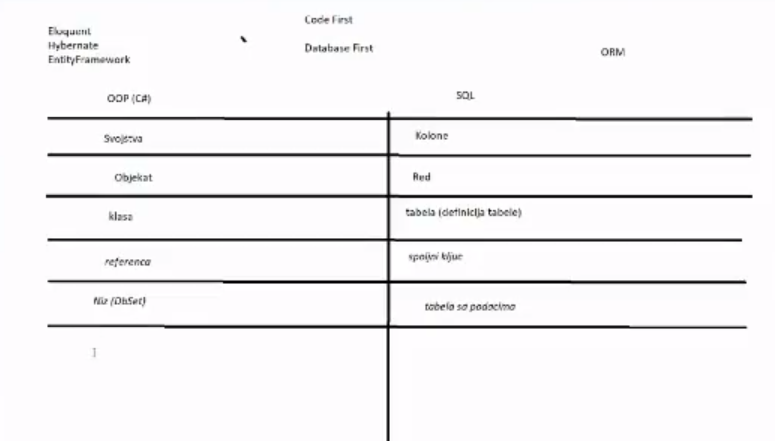 Code First
Eloquent
Hybernate
Database First
ORM
EntityFramework
OOP (C#)
SQL
Svojstva
Kolone
Objekat
Red
klasa
tabela (definicija tabele)
referenca
spoljni kljuc
Niz (DbSet)
tabela sa podacima